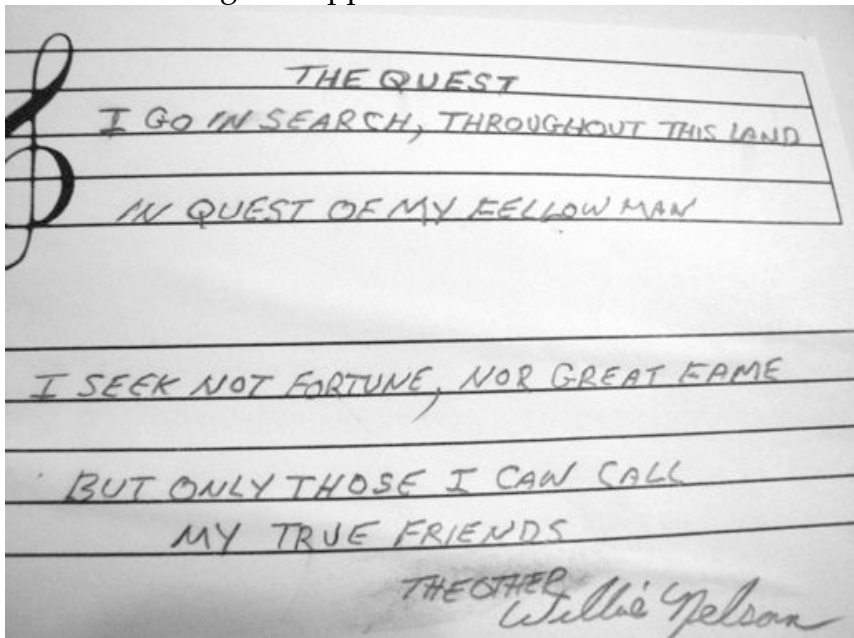 THE QUEST
I GO IN SEARCH, THROUGHOUT THIS LAND
IN QUEST OF MY FELLOW MAN
I SEEK NOT FORTUNE, NOR GREAT FAME
BUT ONLY THOSE I CAN CALL
MY TRUE FRIENDS
THE OTHER
Willie Nelson